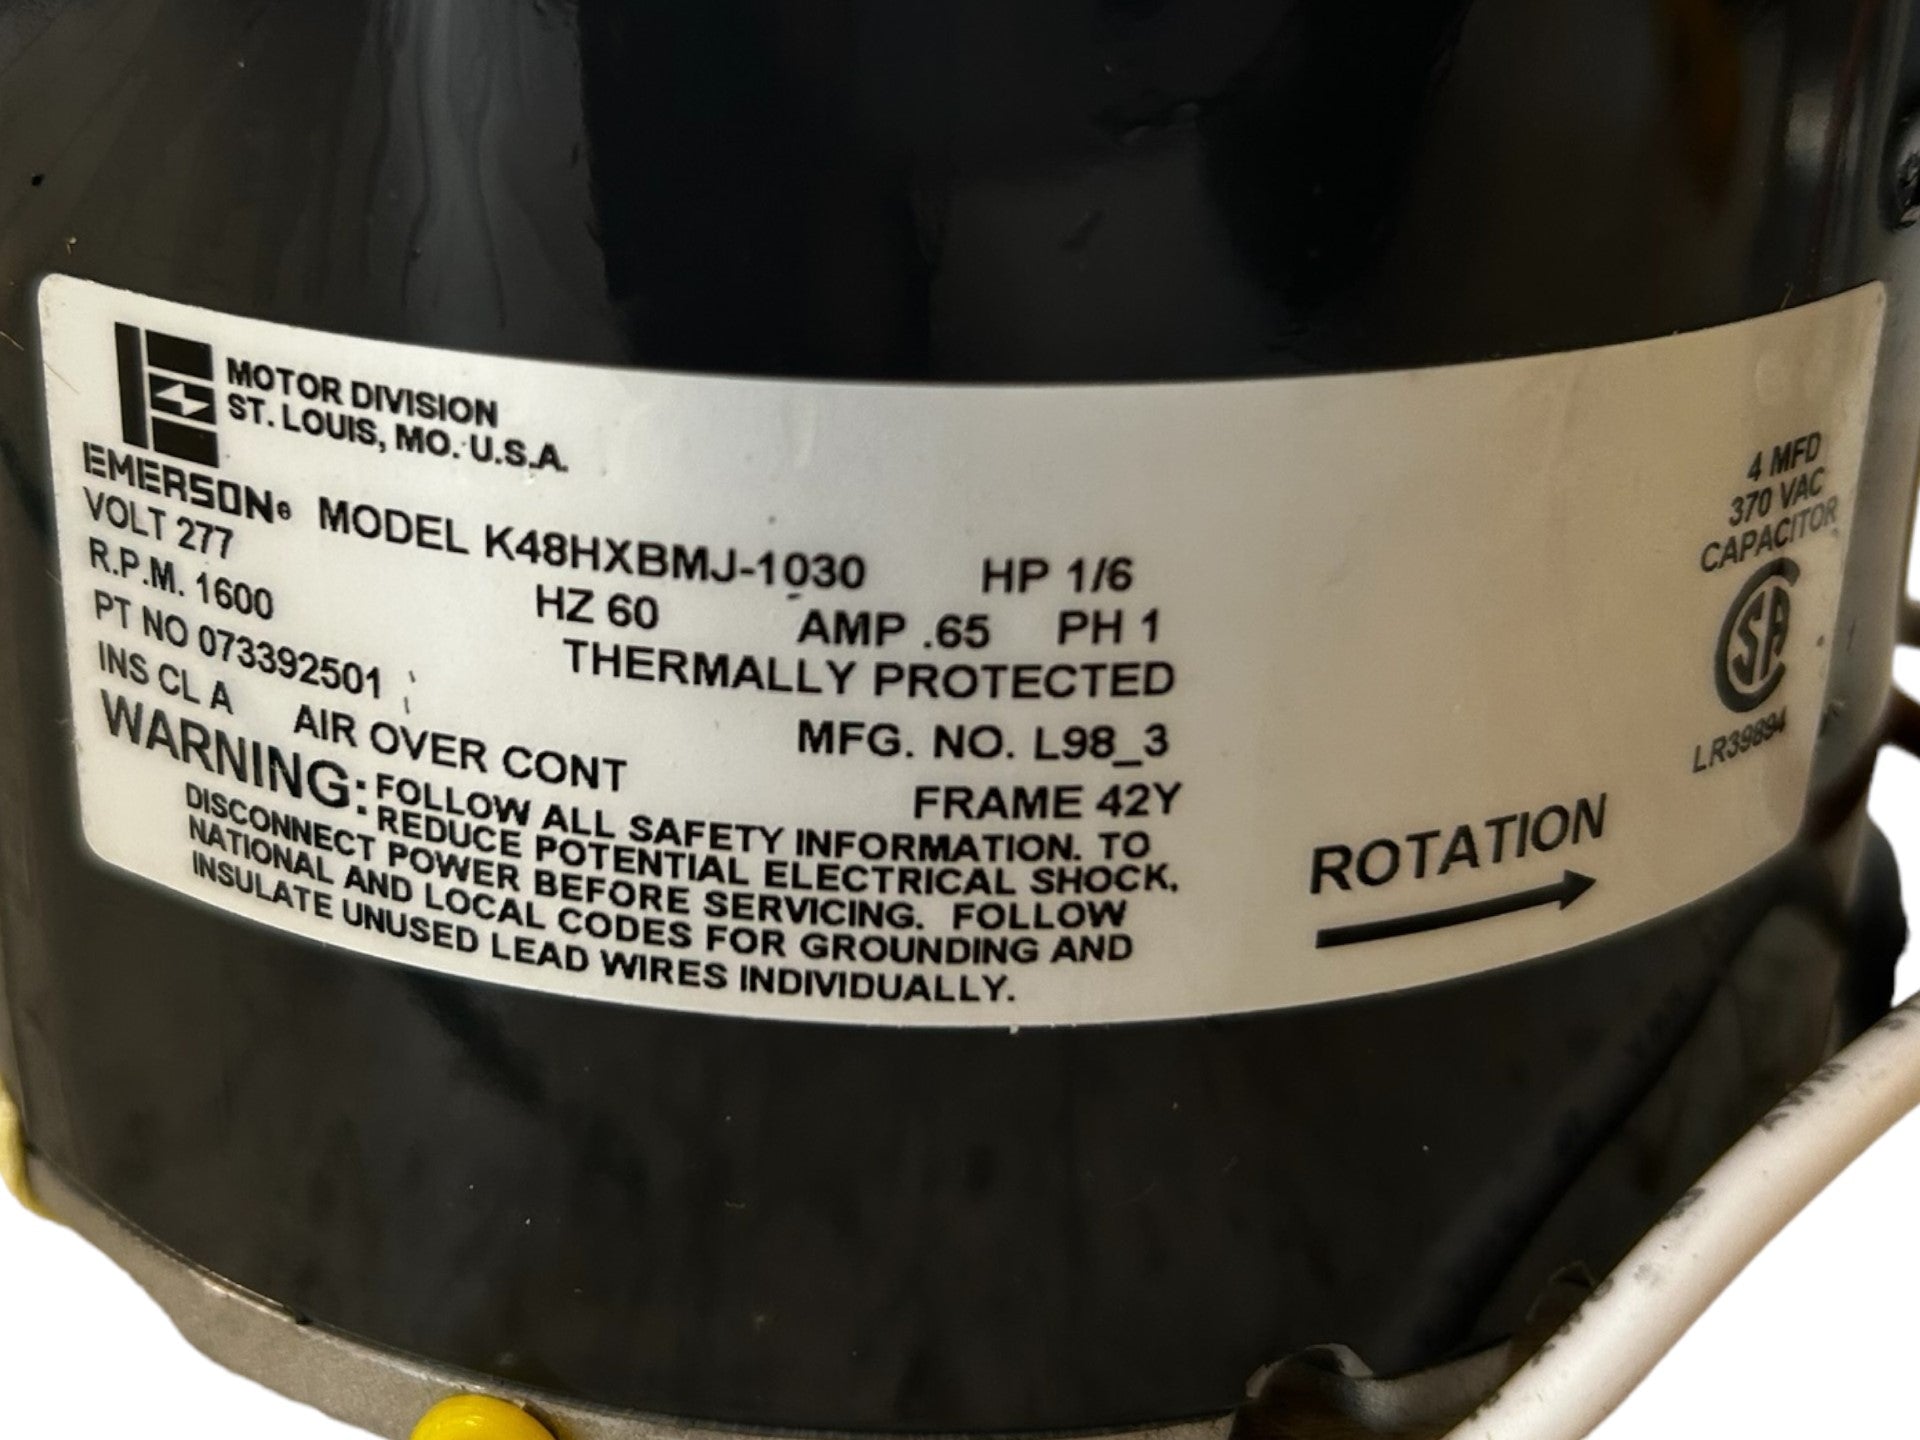 MOTOR DIVISION
ST. LOUIS, MO. U.S.A.
EMERSON® MODEL K48HXBMJ-1030 HP 1/6
VOLT 277 HZ 60 AMP .65 PH 1
R.P.M. 1600 THERMALLY PROTECTED
PT NO 073392501 MFG. NO. L98_3
INS CL A AIR OVER CONT FRAME 42Y
WARNING: FOLLOW ALL SAFETY INFORMATION. TO
REDUCE POTENTIAL ELECTRICAL SHOCK,
DISCONNECT POWER BEFORE SERVICING. FOLLOW
NATIONAL AND LOCAL CODES FOR GROUNDING AND
INSULATE UNUSED LEAD WIRES INDIVIDUALLY.
ROTATION
4 MFD
370 VAC
CAPACITOR
SA
LR39894